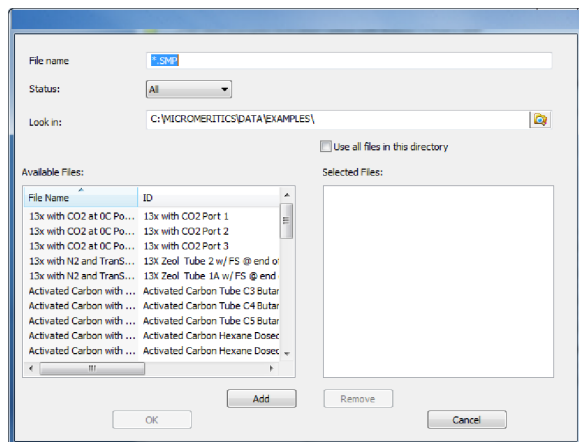 File name *.SMP
Status: All
Look in: C:\MICROMERITICS\DATA\EXAMPLES\
Use all files in this directory
Available Files: Selected Files:
File Name ID
13x with CO2 at 0C Po... 13x with CO2 Port 1
13x with CO2 at 0C Po... 13x with CO2 Port 2
13x with CO2 at 0C Po... 13x with CO2 Port 3
13x with N2 and TranS... 13X Zeol Tube 2 w/ FS @ end of
13x with N2 and TranS... 13X Zeol Tube 1A w/ FS @ end
Activated Carbon with ... Activated Carbon Tube C3 Butan
Activated Carbon with ... Activated Carbon Tube C4 Butan
Activated Carbon with ... Activated Carbon Tube C5 Butan
Activated Carbon with ... Activated Carbon Hexane Dosed
Activated Carbon with ... Activated Carbon Hexane Dosed
Add Remove
OK Cancel